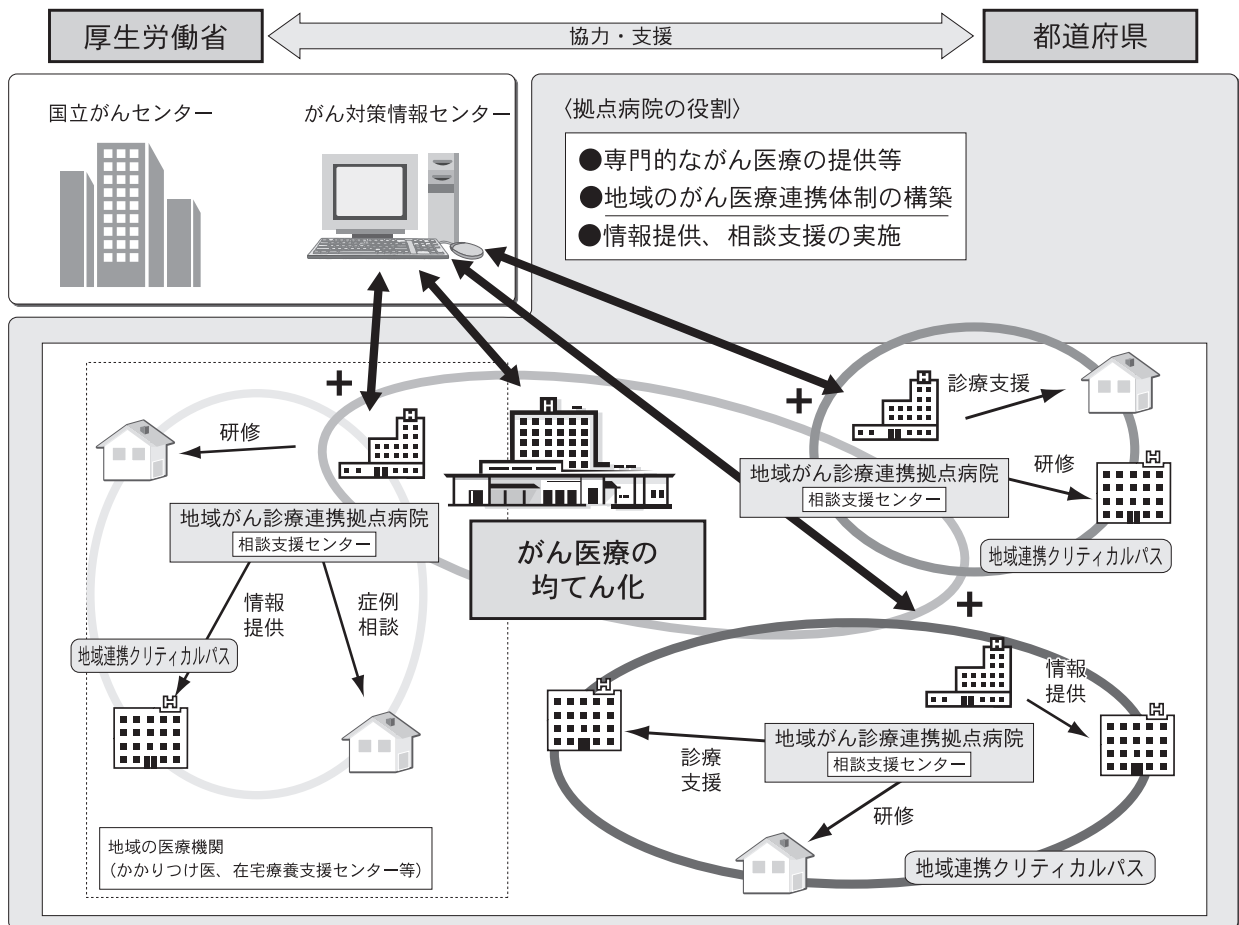 厚生労働省
協力・支援
都道府県
国立がんセンター
がん対策情報センター
〈拠点病院の役割〉
●専門的ながん医療の提供等
●地域のがん医療連携体制の構築
●情報提供、相談支援の実施
+
+
H
H
診療支援
研修
H
地域がん診療連携拠点病院
相談支援センター
研修
H
地域連携クリティカルパス
地域がん診療連携拠点病院
相談支援センター
がん医療の
均てん化
情報
提供
症例
相談
地域連携クリティカルパス
H
+
H
情報
提供
H
H
地域がん診療連携拠点病院
相談支援センター
診療
支援
研修
地域の医療機関
(かかりつけ医、在宅療養支援センター等)
地域連携クリティカルパス